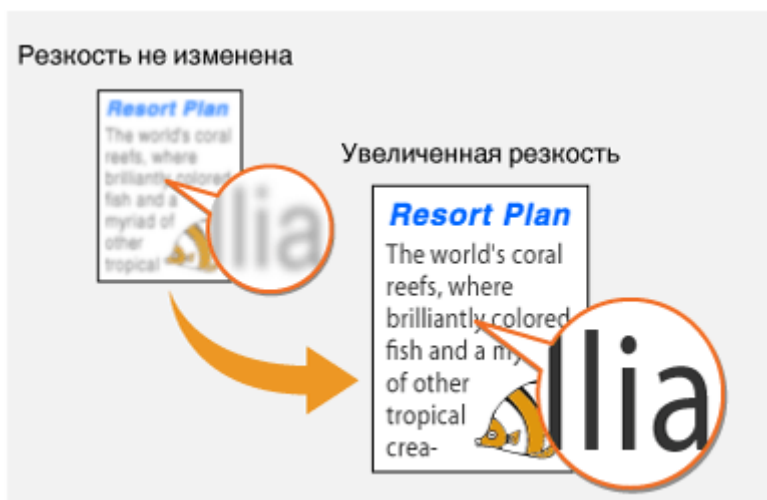 Резкость не изменена
Resort Plan
The world's coral
reefs, where
brilliantly colored
fish and a
myriad of
other
tropical
llia
Увеличенная резкость
Resort Plan
The world's coral
reefs, where
brilliantly colored
fish and a my
of other
tropical
crea-
llia